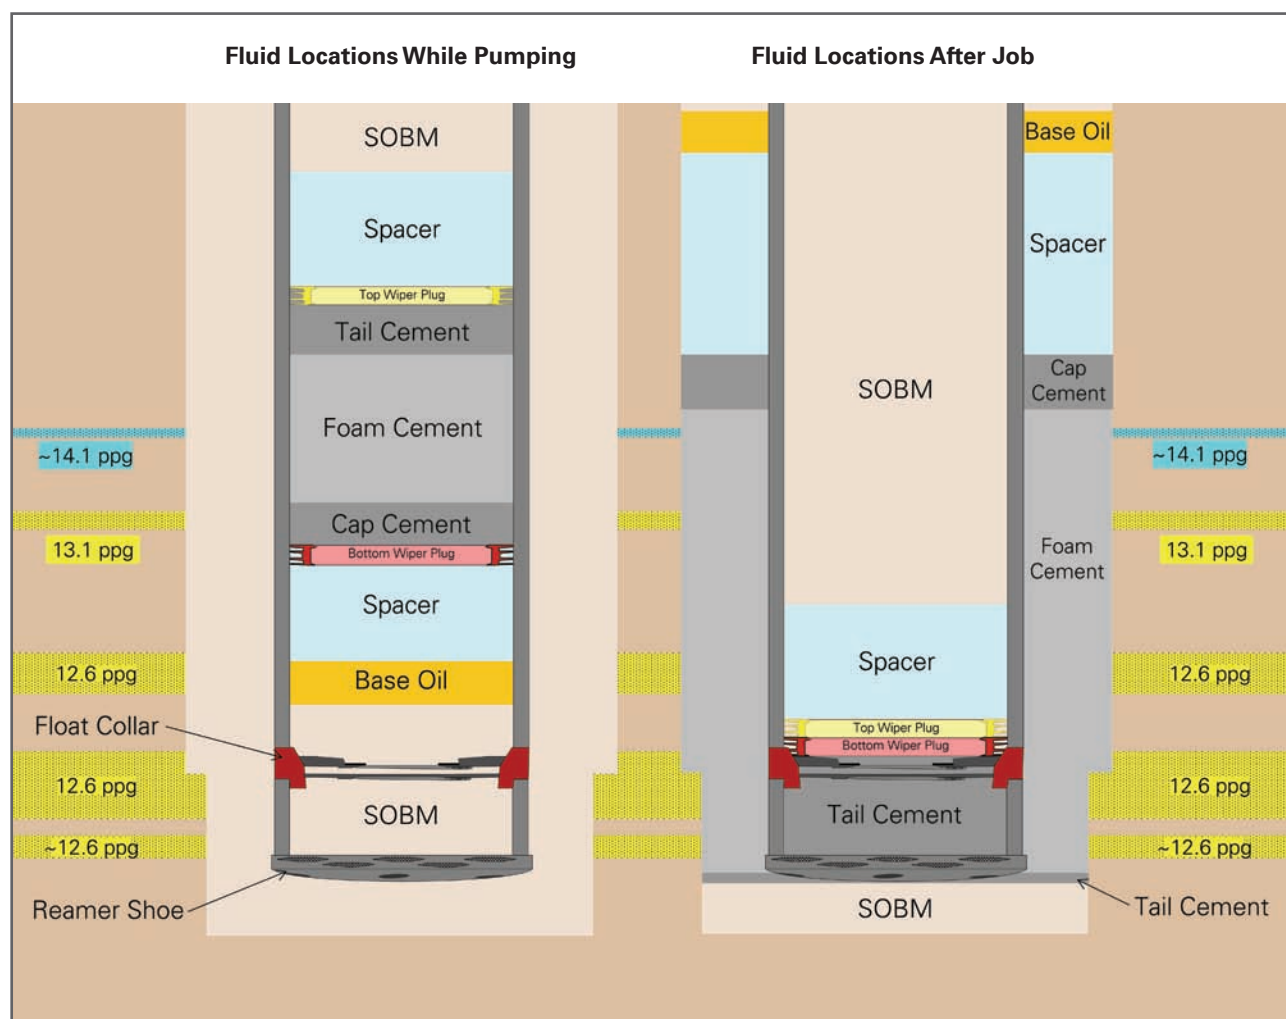 Fluid Locations While Pumping
SOBM
Spacer
Top Wiper Plug
Tail Cement
Foam Cement
~14.1 ppg
Cap Cement
13.1 ppg
Bottom Wiper Plug
Spacer
12.6 ppg
Base Oil
Float Collar
12.6 ppg
SOBM
~12.6 ppg
Reamer Shoe
Fluid Locations After Job
Base Oil
Spacer
Cap
Cement
SOBM
~14.1 ppg
Foam
Cement
13.1 ppg
Spacer
12.6 ppg
Top Wiper Plug
Bottom Wiper Plug
12.6 ppg
Tail Cement
~12.6 ppg
SOBM
Tail Cement